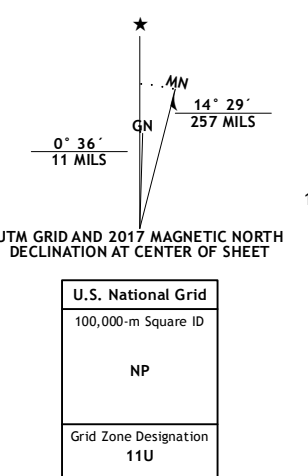 ★
MN
GN
14° 29´
257 MILS
0° 36´
11 MILS
UTM GRID AND 2017 MAGNETIC NORTH
DECLINATION AT CENTER OF SHEET
U.S. National Grid
100,000-m Square ID
NP
Grid Zone Designation
11U